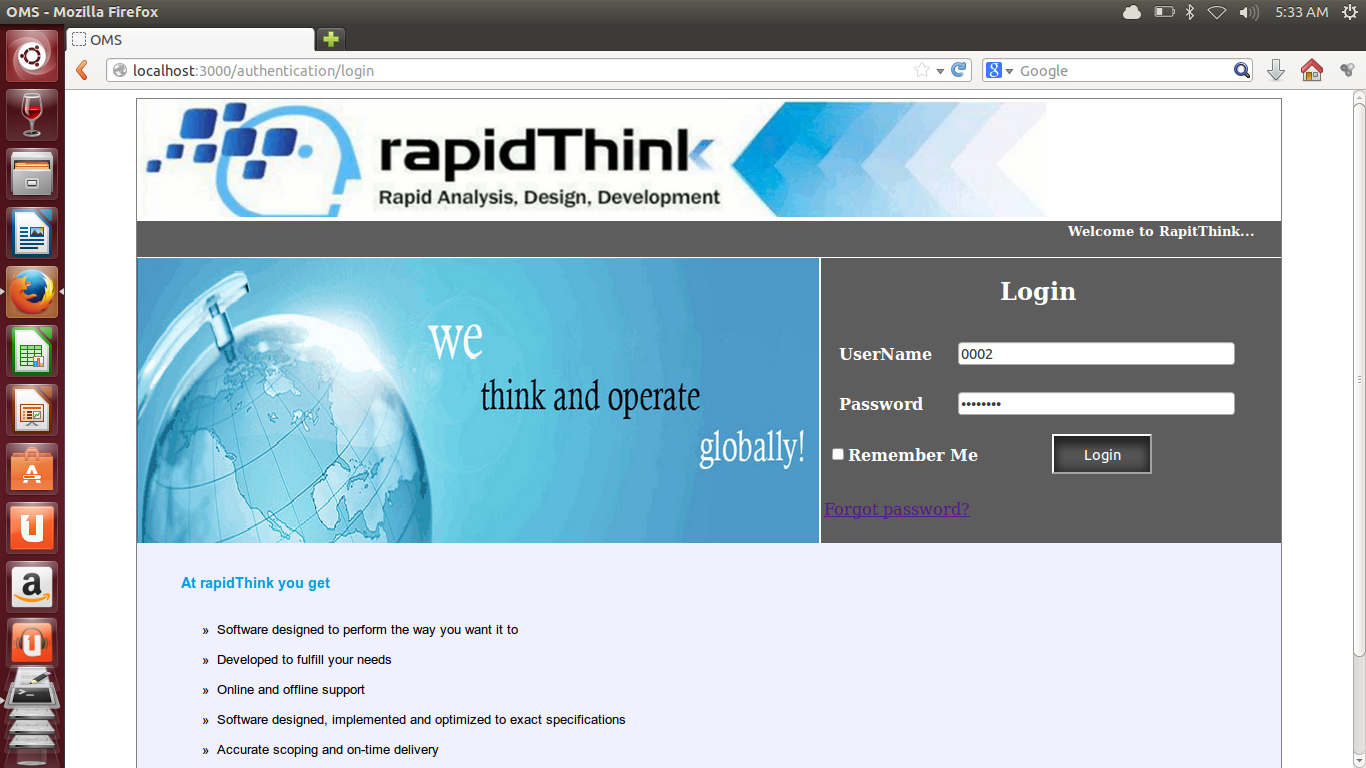 OMS - Mozilla Firefox
5:33 AM
OMS
localhost:3000/authentication/login
Google
rapidThink
Rapid Analysis, Design, Development
Welcome to RapitThink...
we
think and operate
globally!
Login
UserName 0002
Password ••••••••
Remember Me Login
Forgot password?
At rapidThink you get
» Software designed to perform the way you want it to
» Developed to fulfill your needs
» Online and offline support
» Software designed, implemented and optimized to exact specifications
» Accurate scoping and on-time delivery